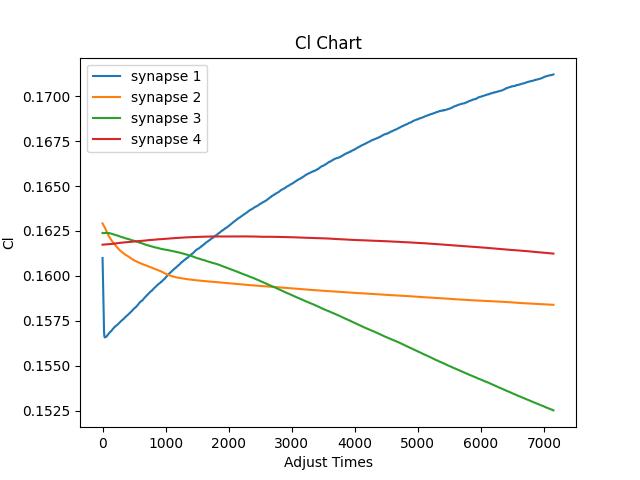 Cl Chart
synapse 1
synapse 2
synapse 3
synapse 4
0.1700
0.1675
0.1650
0.1625
0.1600
0.1575
0.1550
0.1525
Cl
0 1000 2000 3000 4000 5000 6000 7000
Adjust Times